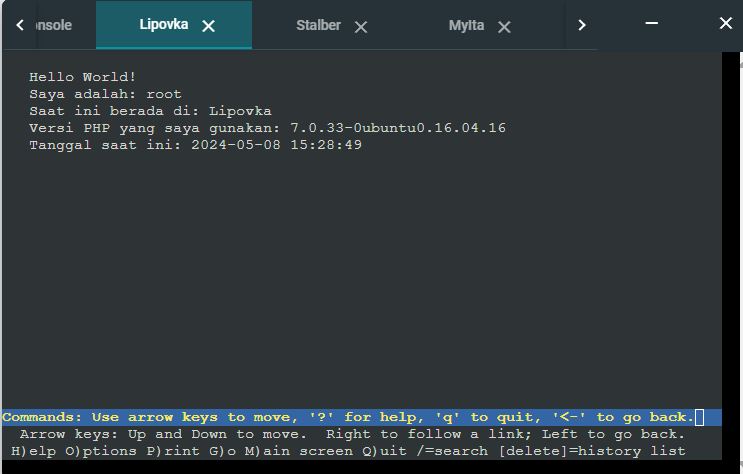 onsole Lipovka Stalber Mylta
Hello World!
Saya adalah: root
Saat ini berada di: Lipovka
Versi PHP yang saya gunakan: 7.0.33-0ubuntu0.16.04.16
Tanggal saat ini: 2024-05-08 15:28:49
Commands: Use arrow keys to move, '?' for help, 'q' to quit, '<-' to go back.
Arrow keys: Up and Down to move.  Right to follow a link; Left to go back.
H)elp O)ptions P)rint G)o M)ain screen Q)uit /=search [delete]=history list